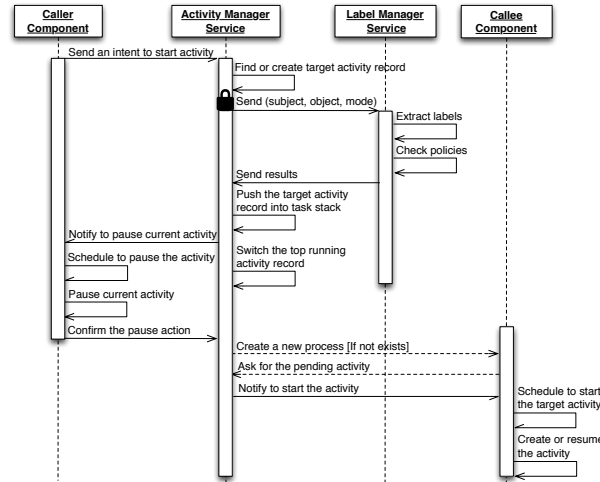 Caller
Component
Activity Manager
Service
Label Manager
Service
Callee
Component
Send an intent to start activity
Find or create target activity record
Send (subject, object, mode)
Extract labels
Check policies
Send results
Push the target activity
record into task stack
Notify to pause current activity
Switch the top running
activity record
Schedule to pause the activity
Pause current activity
Confirm the pause action
Create a new process [If not exists]
Ask for the pending activity
Notify to start the activity
Schedule to start
the target activity
Create or resume
the activity